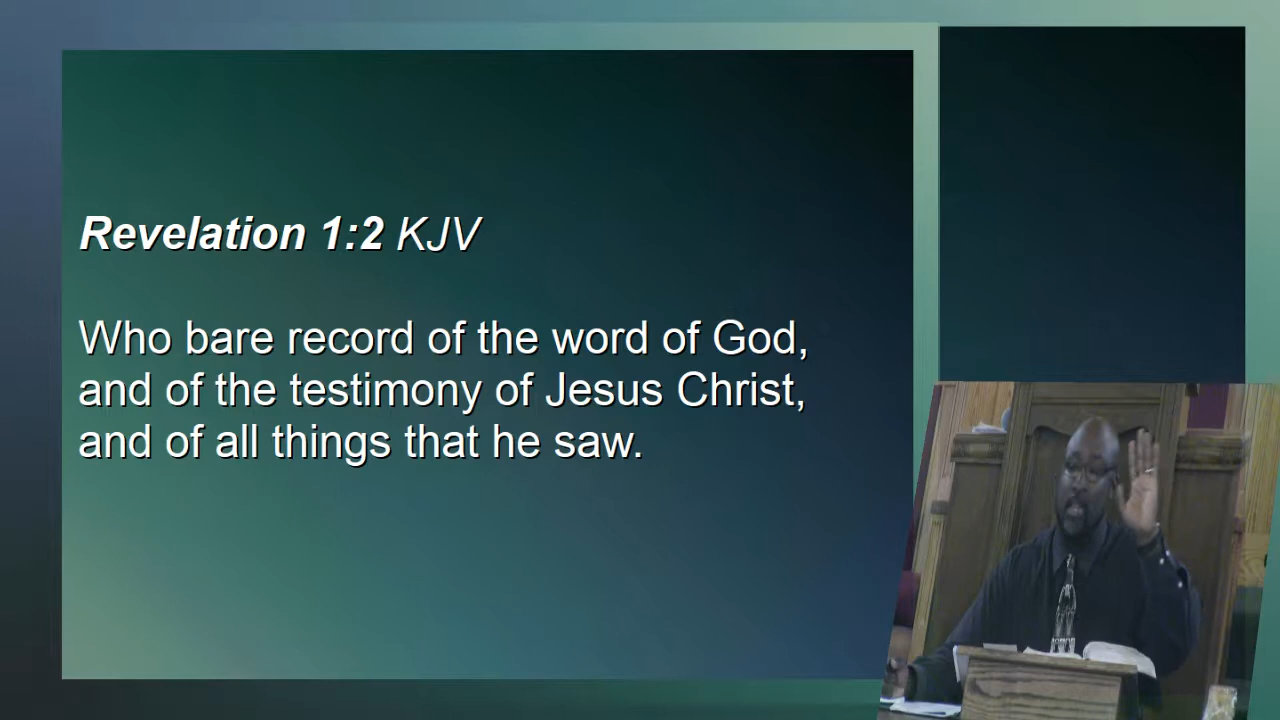 Revelation 1:2 KJV
Who bare record of the word of God,
and of the testimony of Jesus Christ,
and of all things that he saw.